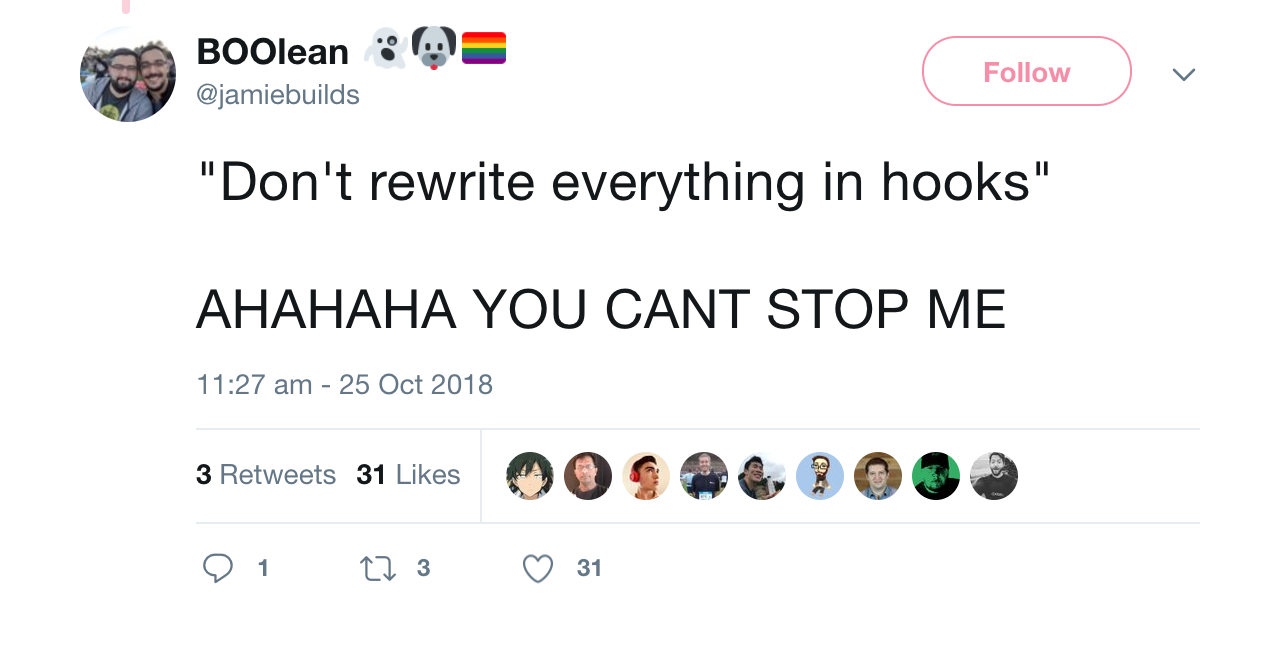 BOOlean 👻🐶🏳️‍🌈
@jamiebuilds
Follow
"Don't rewrite everything in hooks"
AHAHAHA YOU CANT STOP ME
11:27 am - 25 Oct 2018
3 Retweets 31 Likes
1 3 31